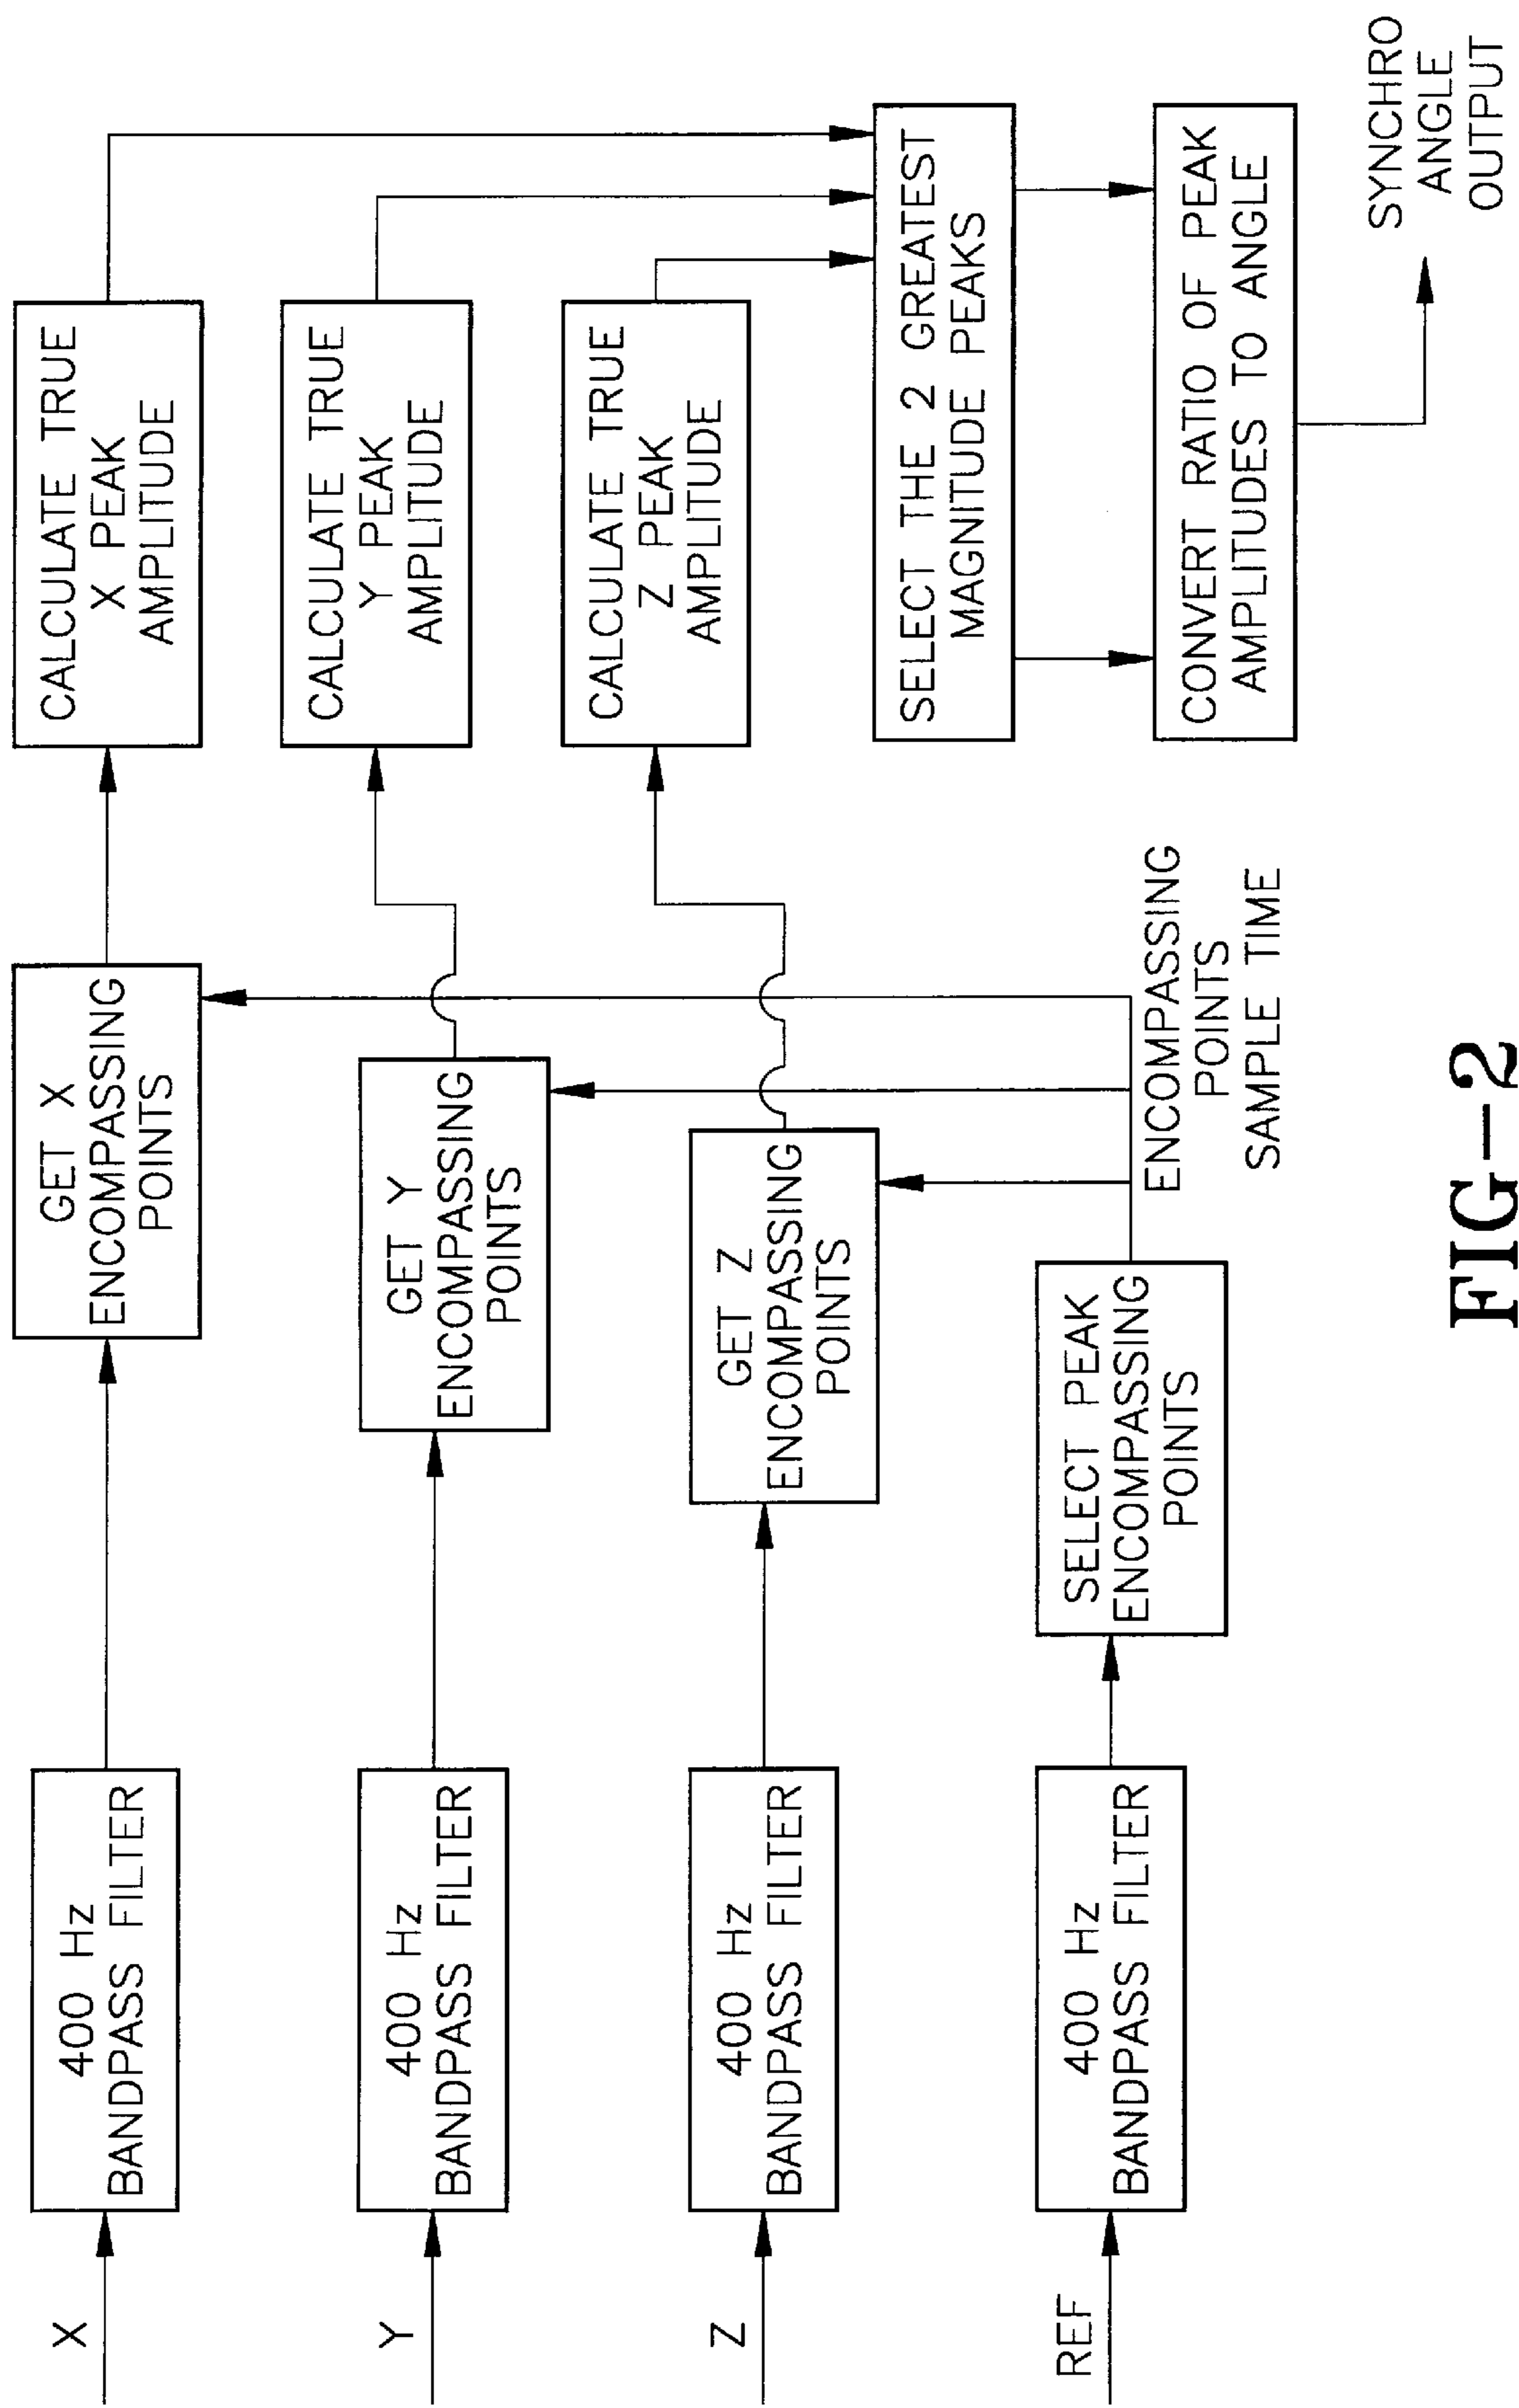 X
400 Hz
BANDPASS FILTER
GET X
ENCOMPASSING
POINTS
CALCULATE TRUE
X PEAK
AMPLITUDE
Y
400 Hz
BANDPASS FILTER
GET Y
ENCOMPASSING
POINTS
CALCULATE TRUE
Y PEAK
AMPLITUDE
Z
400 Hz
BANDPASS FILTER
GET Z
ENCOMPASSING
POINTS
CALCULATE TRUE
Z PEAK
AMPLITUDE
REF
400 Hz
BANDPASS FILTER
SELECT PEAK
ENCOMPASSING
POINTS
ENCOMPASSING
POINTS
SAMPLE TIME
SELECT THE 2 GREATEST
MAGNITUDE PEAKS
CONVERT RATIO OF PEAK
AMPLITUDES TO ANGLE
SYNCHRO
ANGLE
OUTPUT
FIG-2